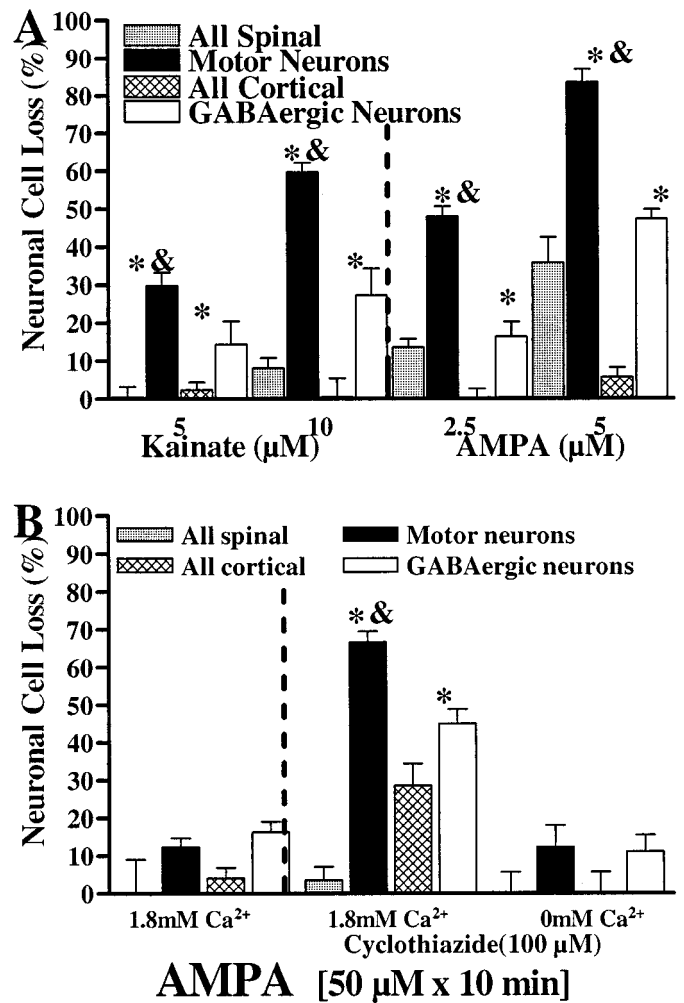 A
Neuronal Cell Loss (%)
100
90
80
70
60
50
40
30
20
10
0
All Spinal
Motor Neurons
All Cortical
GABAergic Neurons
* &
*
* &
*
* &
*
* &
*
5 10 2.5 5
Kainate (µM) AMPA (µM)
B
Neuronal Cell Loss (%)
100
90
80
70
60
50
40
30
20
10
0
All spinal Motor neurons
All cortical GABAergic neurons
* &
*
1.8mM Ca²⁺ 1.8mM Ca²⁺ 0mM Ca²⁺
Cyclothiazide(100 µM)
AMPA [50 µM x 10 min]